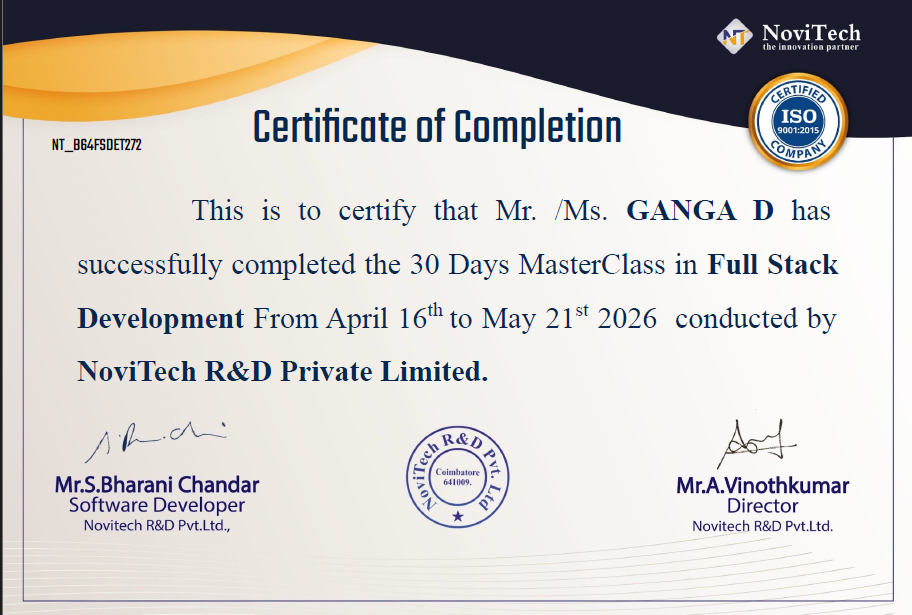 NoviTech
the innovation partner
CERTIFIED
ISO
9001:2015
COMPANY
Certificate of Completion
NT_B64FSDET272
This is to certify that Mr. /Ms. GANGA D has
successfully completed the 30 Days MasterClass in Full Stack
Development From April 16th to May 21st 2026 conducted by
NoviTech R&D Private Limited.
Mr.S.Bharani Chandar
Software Developer
Novitech R&D Pvt.Ltd.,
NoviTech R&D Pvt. Ltd
Coimbatore
641009.
Mr.A.Vinothkumar
Director
Novitech R&D Pvt.Ltd.